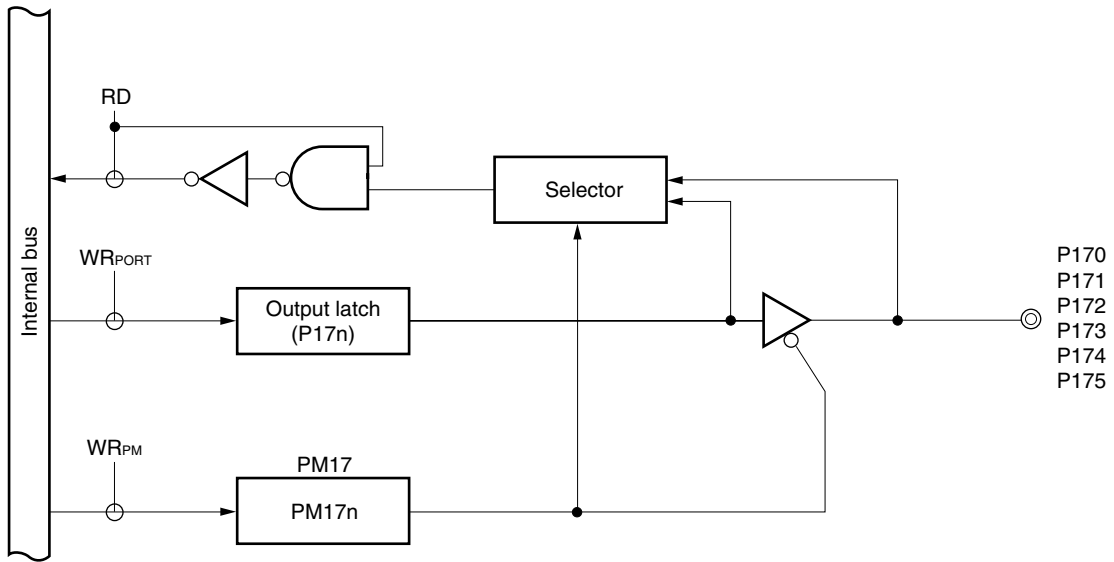 RD
Selector
Internal bus
WRPORT
Output latch
(P17n)
P170
P171
P172
P173
P174
P175
WRPM
PM17
PM17n